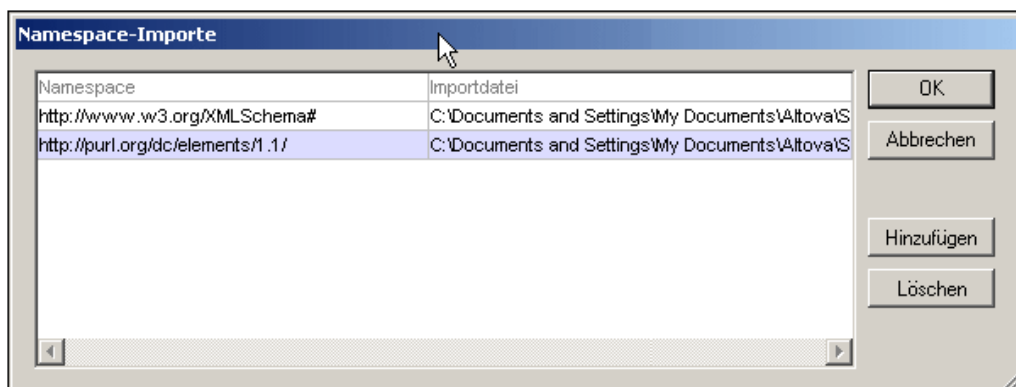 Namespace-Importe
Namespace Importdatei
http://www.w3.org/XMLSchema# C:\Documents and Settings\My Documents\Altova\S
http://purl.org/dc/elements/1.1/ C:\Documents and Settings\My Documents\Altova\S
OK
Abbrechen
Hinzufügen
Löschen